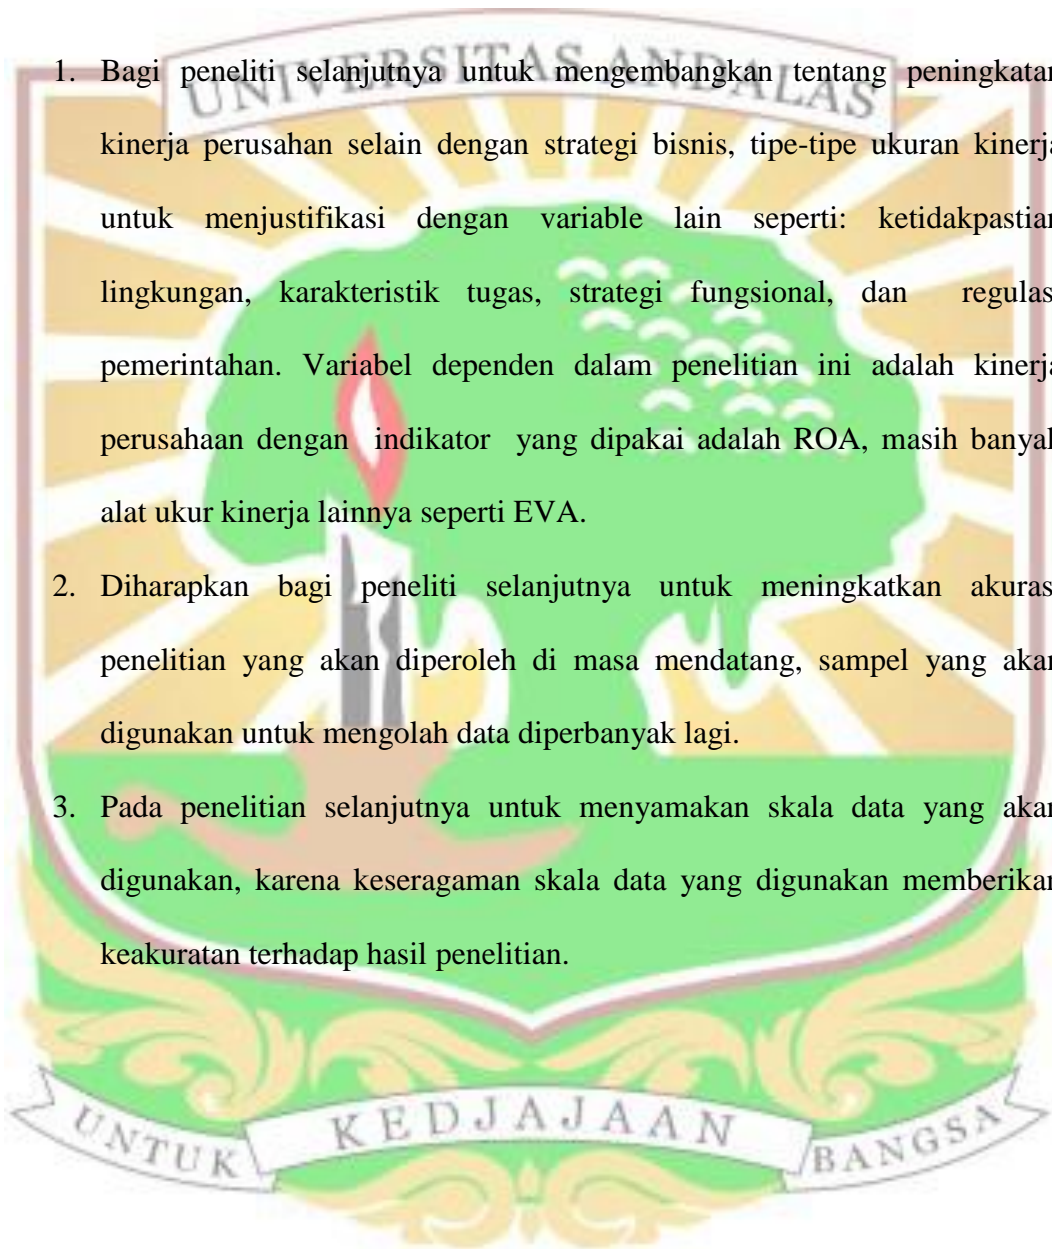 UNIVERSITAS ANDALAS
1. Bagi peneliti selanjutnya untuk mengembangkan tentang peningkatan
kinerja perusahan selain dengan strategi bisnis, tipe-tipe ukuran kinerja
untuk menjustifikasi dengan variable lain seperti: ketidakpastian
lingkungan, karakteristik tugas, strategi fungsional, dan regulasi
pemerintahan. Variabel dependen dalam penelitian ini adalah kinerja
perusahaan dengan indikator yang dipakai adalah ROA, masih banyak
alat ukur kinerja lainnya seperti EVA.
2. Diharapkan bagi peneliti selanjutnya untuk meningkatkan akurasi
penelitian yang akan diperoleh di masa mendatang, sampel yang akan
digunakan untuk mengolah data diperbanyak lagi.
3. Pada penelitian selanjutnya untuk menyamakan skala data yang akan
digunakan, karena keseragaman skala data yang digunakan memberikan
keakuratan terhadap hasil penelitian.
UNTUK KEDJAJAAN BANGSA